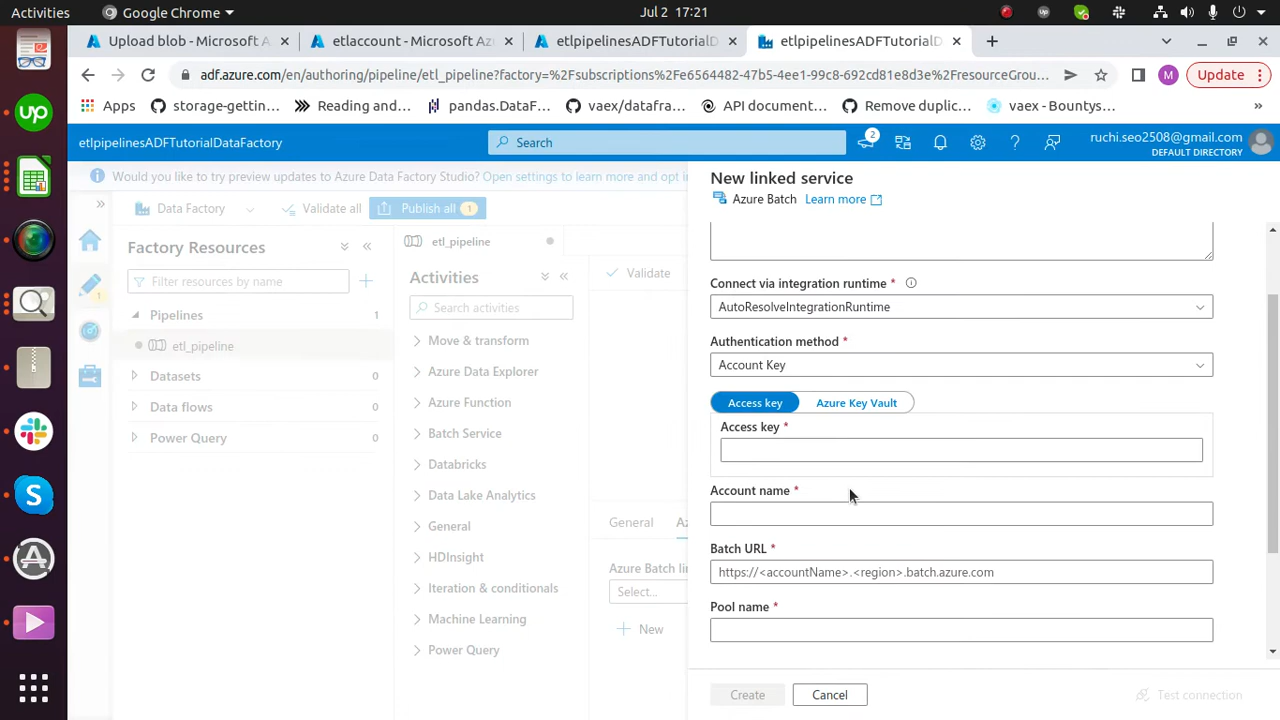 Activities
Google Chrome
Jul 2 17:21
Upload blob - Microsoft A
etlaccount - Microsoft Az
etlpipelinesADFTutorialD
etlpipelinesADFTutorialD
adf.azure.com/en/authoring/pipeline/etl_pipeline?factory=%2Fsubscriptions%2Fe6564482-47b5-4ee1-99c8-992cd81e8d3e%2FresourceGrou...
M
Update
Apps
storage-getting...
Reading and...
pandas.DataF...
vaex/datafra...
API document...
Remove duplic...
vaex - Bountys...
»
etlpipelinesADFTutorialDataFactory
Search
2
ruchi.seo2508@gmail.com
DEFAULT DIRECTORY
Would you like to try preview updates to Azure Data Factory Studio? Open settings to learn more and opt i
Data Factory
Validate all
Publish all 1
Factory Resources
Filter resources by name
Pipelines 1
etl_pipeline
Datasets 0
Data flows 0
Power Query 0
etl_pipeline
Activities
Search activities
Move & transform
Azure Data Explorer
Azure Function
Batch Service
Databricks
Data Lake Analytics
General
HDInsight
Iteration & conditionals
Machine Learning
Power Query
Validate
General
Az
Azure Batch lin
Select...
New
New linked service
Azure Batch Learn more
Connect via integration runtime *
AutoResolveIntegrationRuntime
Authentication method *
Account Key
Access key
Azure Key Vault
Access key *
Account name *
Batch URL *
https://<accountName>.<region>.batch.azure.com
Pool name *
Create
Cancel
Test connection